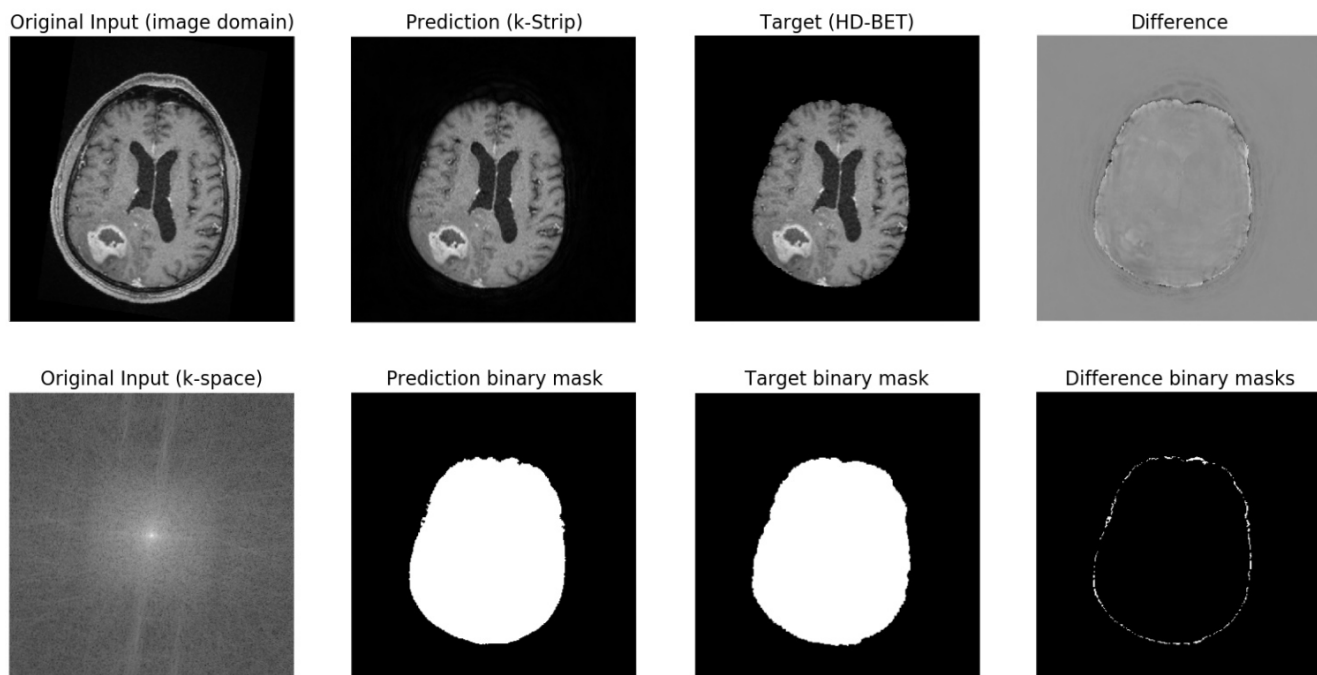 Original Input (image domain)
Prediction (k-Strip)
Target (HD-BET)
Difference
Original Input (k-space)
Prediction binary mask
Target binary mask
Difference binary masks